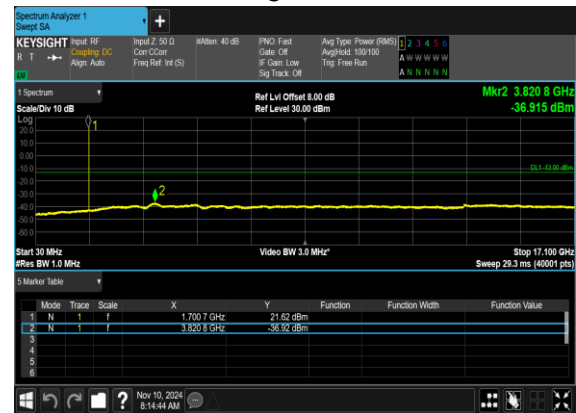 Spectrum Analyzer 1
Swept SA
+
KEYSIGHT Input: RF Input Z: 50 Ω #Atten: 40 dB PNO: Fast Avg Type: Power (RMS) 1 2 3 4 5 6
R T Coupling: DC Corr CCorr Gate: Off Avg|Hold: 100/100 A W W W W W
Align: Auto Freq Ref: Int (S) IF Gain: Low Trig: Free Run
LU Sig Track: Off A N N N N N
1 Spectrum Ref Lvl Offset 8.00 dB Mkr2 3.820 8 GHz
Scale/Div 10 dB Ref Level 30.00 dBm -36.915 dBm
Log
20.0
10.0
0.00
-10.0
-20.0
-30.0
-40.0
-50.0
-60.0
1
2
DL1 -13.00 dBm
Start 30 MHz Video BW 3.0 MHz* Stop 17.100 GHz
#Res BW 1.0 MHz Sweep 29.3 ms (40001 pts)
5 Marker Table
Mode Trace Scale X Y Function Function Width Function Value
1 N 1 f 1.700 7 GHz 21.62 dBm
2 N 1 f 3.820 8 GHz -36.92 dBm
3
4
5
6
? Nov 10, 2024
8:14:44 AM